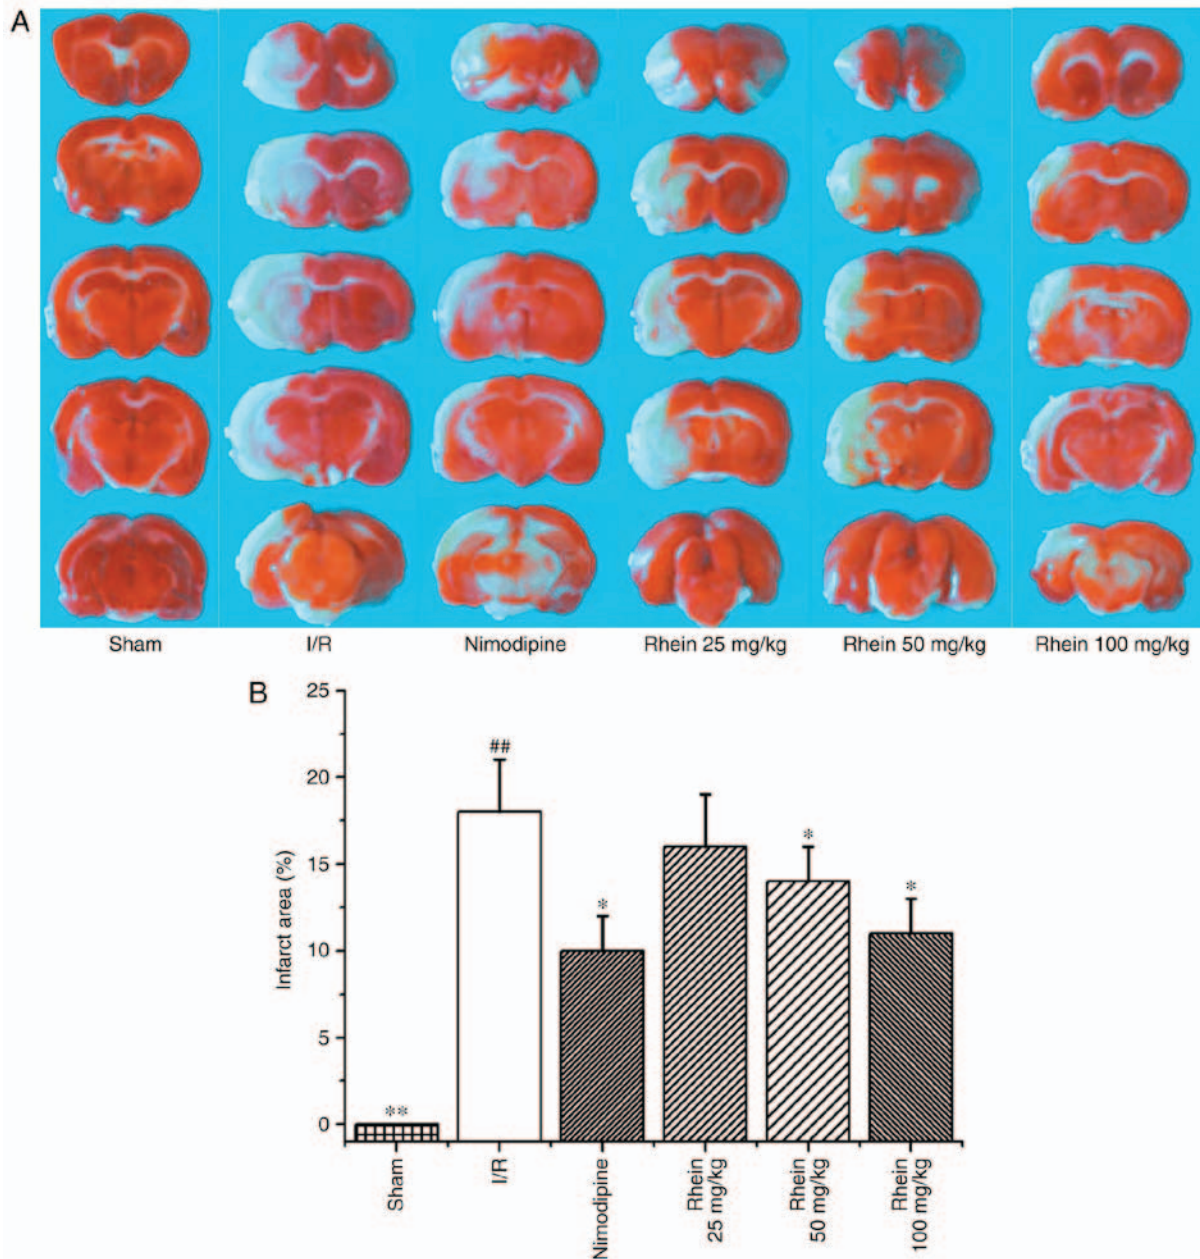 A
Sham I/R Nimodipine Rhein 25 mg/kg Rhein 50 mg/kg Rhein 100 mg/kg
B
Infarct area (%)
25
20
15
10
5
0
**
##
*
*
*
Sham
I/R
Nimodipine
Rhein
25 mg/kg
Rhein
50 mg/kg
Rhein
100 mg/kg